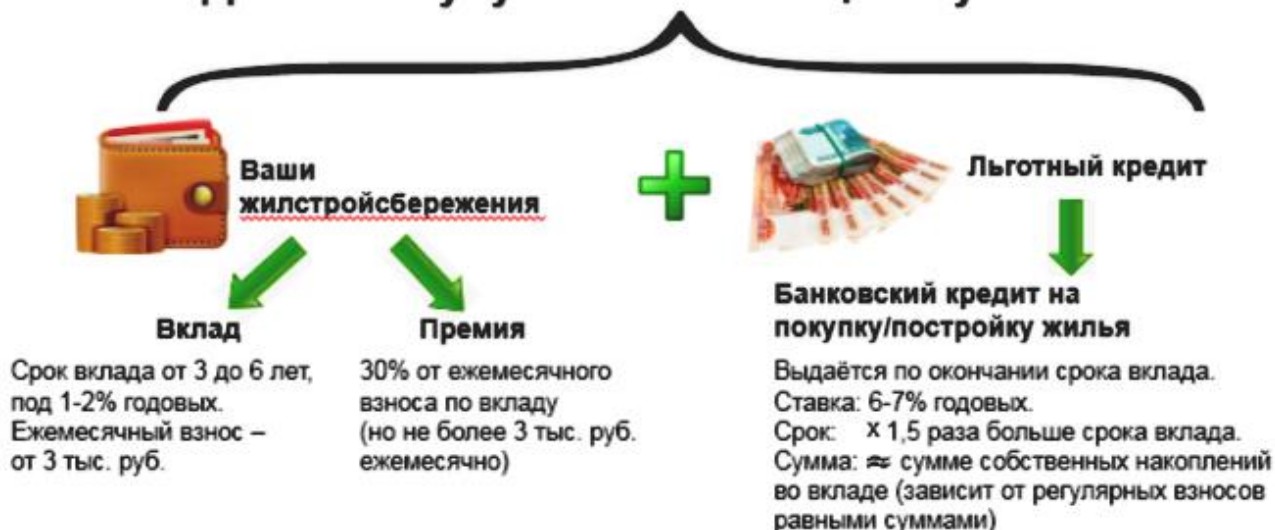 Ваши
жилстройсбережения
Льготный кредит
Вклад
Срок вклада от 3 до 6 лет,
под 1-2% годовых.
Ежемесячный взнос –
от 3 тыс. руб.
Премия
30% от ежемесячного
взноса по вкладу
(но не более 3 тыс. руб.
ежемесячно)
Банковский кредит на
покупку/постройку жилья
Выдаётся по окончании срока вклада.
Ставка: 6-7% годовых.
Срок: x 1,5 раза больше срока вклада.
Сумма: ≈ сумме собственных накоплений
во вкладе (зависит от регулярных взносов
равными суммами)